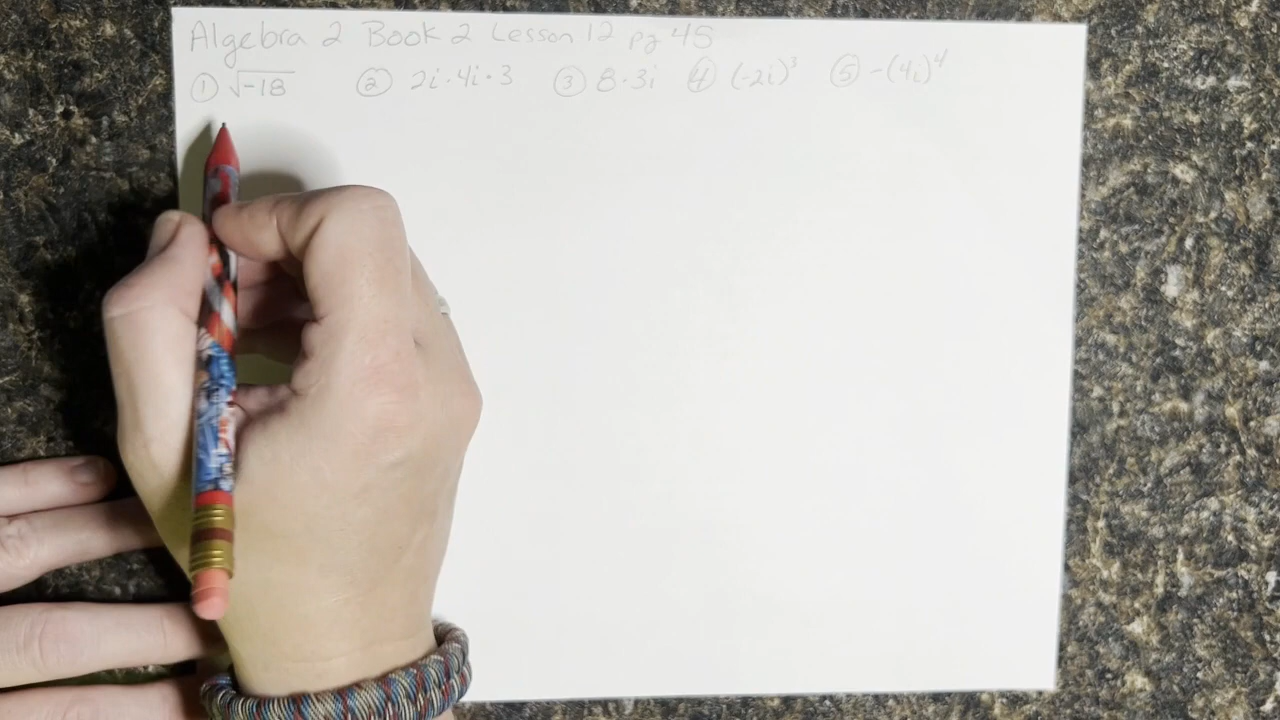 Algebra 2 Book 2 Lesson 12 pg 45
① √-18 ② 2i·4i·3 ③ 8·3i ④ (-2i)³ ⑤ -(4i)⁴